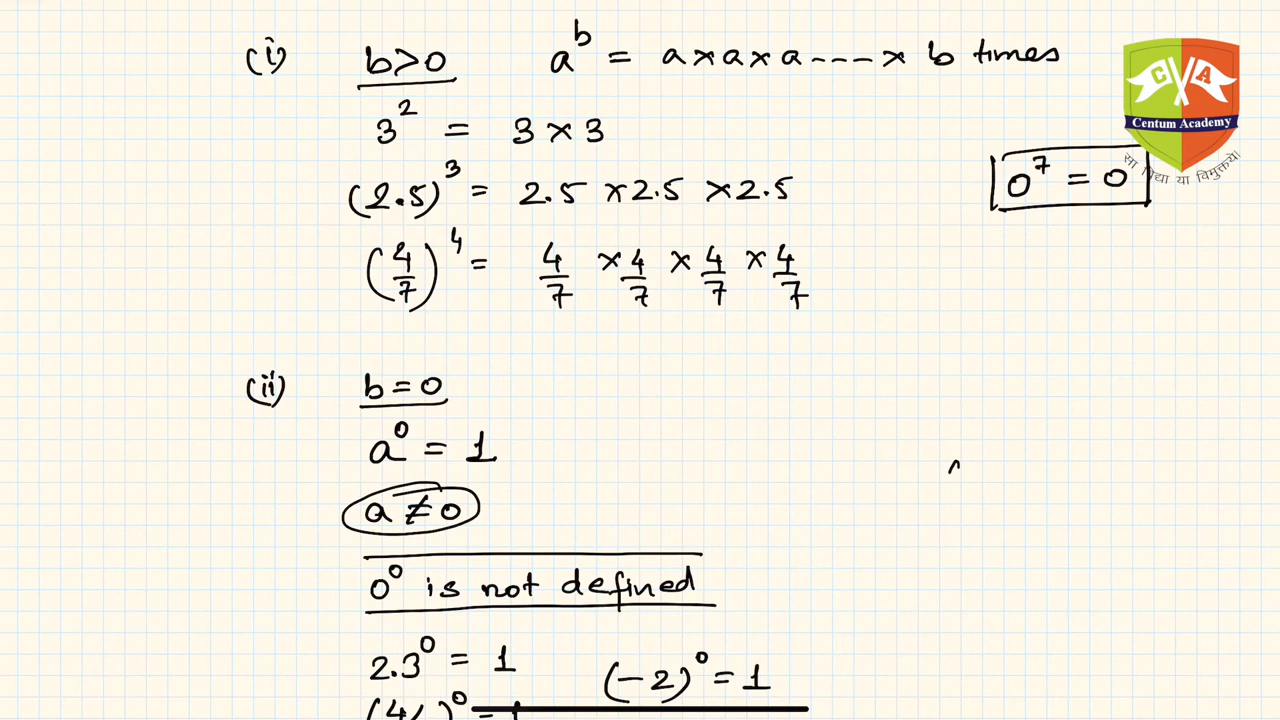 (i) b>0 a^b = a×a×a----× b times
3^2 = 3×3
(2.5)^3 = 2.5 ×2.5 ×2.5
0^7 = 0
(4/7)^4 = 4/7 × 4/7 × 4/7 × 4/7
(ii) b=0
a^0 = 1
a ≠ 0
0^0 is not defined
2.3^0 = 1 (-2)^0 = 1
C A
Centum Academy
सा विद्या या विमुक्तये।